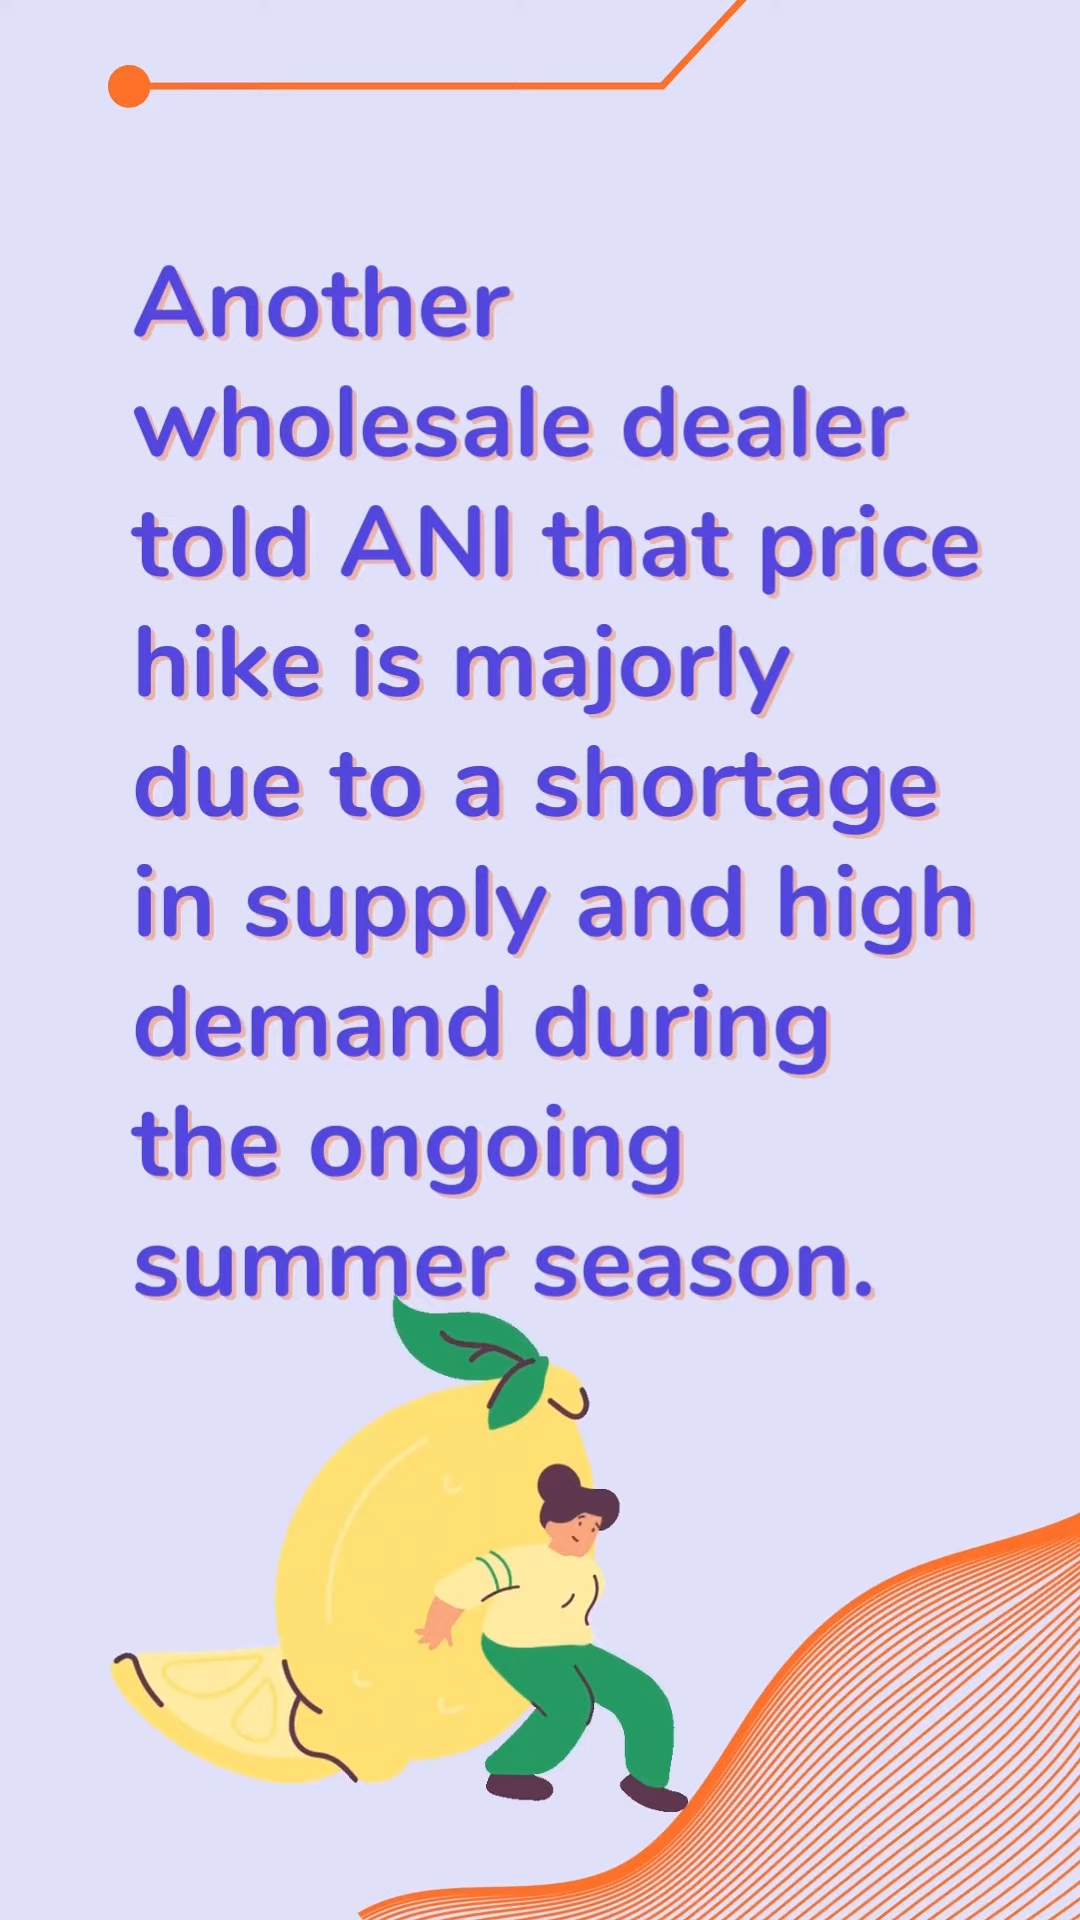 Another
wholesale dealer
told ANI that price
hike is majorly
due to a shortage
in supply and high
demand during
the ongoing
summer season.